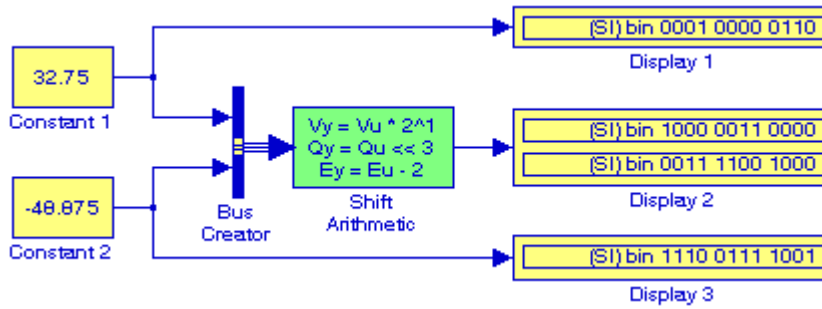 (SI) bin 0001 0000 0110
Display 1
32.75
Constant 1
Vy = Vu * 2^1
Qy = Qu << 3
Ey = Eu - 2
(SI) bin 1000 0011 0000
(SI) bin 0011 1100 1000
Display 2
-48.875
Constant 2
Bus
Creator
Shift
Arithmetic
(SI) bin 1110 0111 1001
Display 3